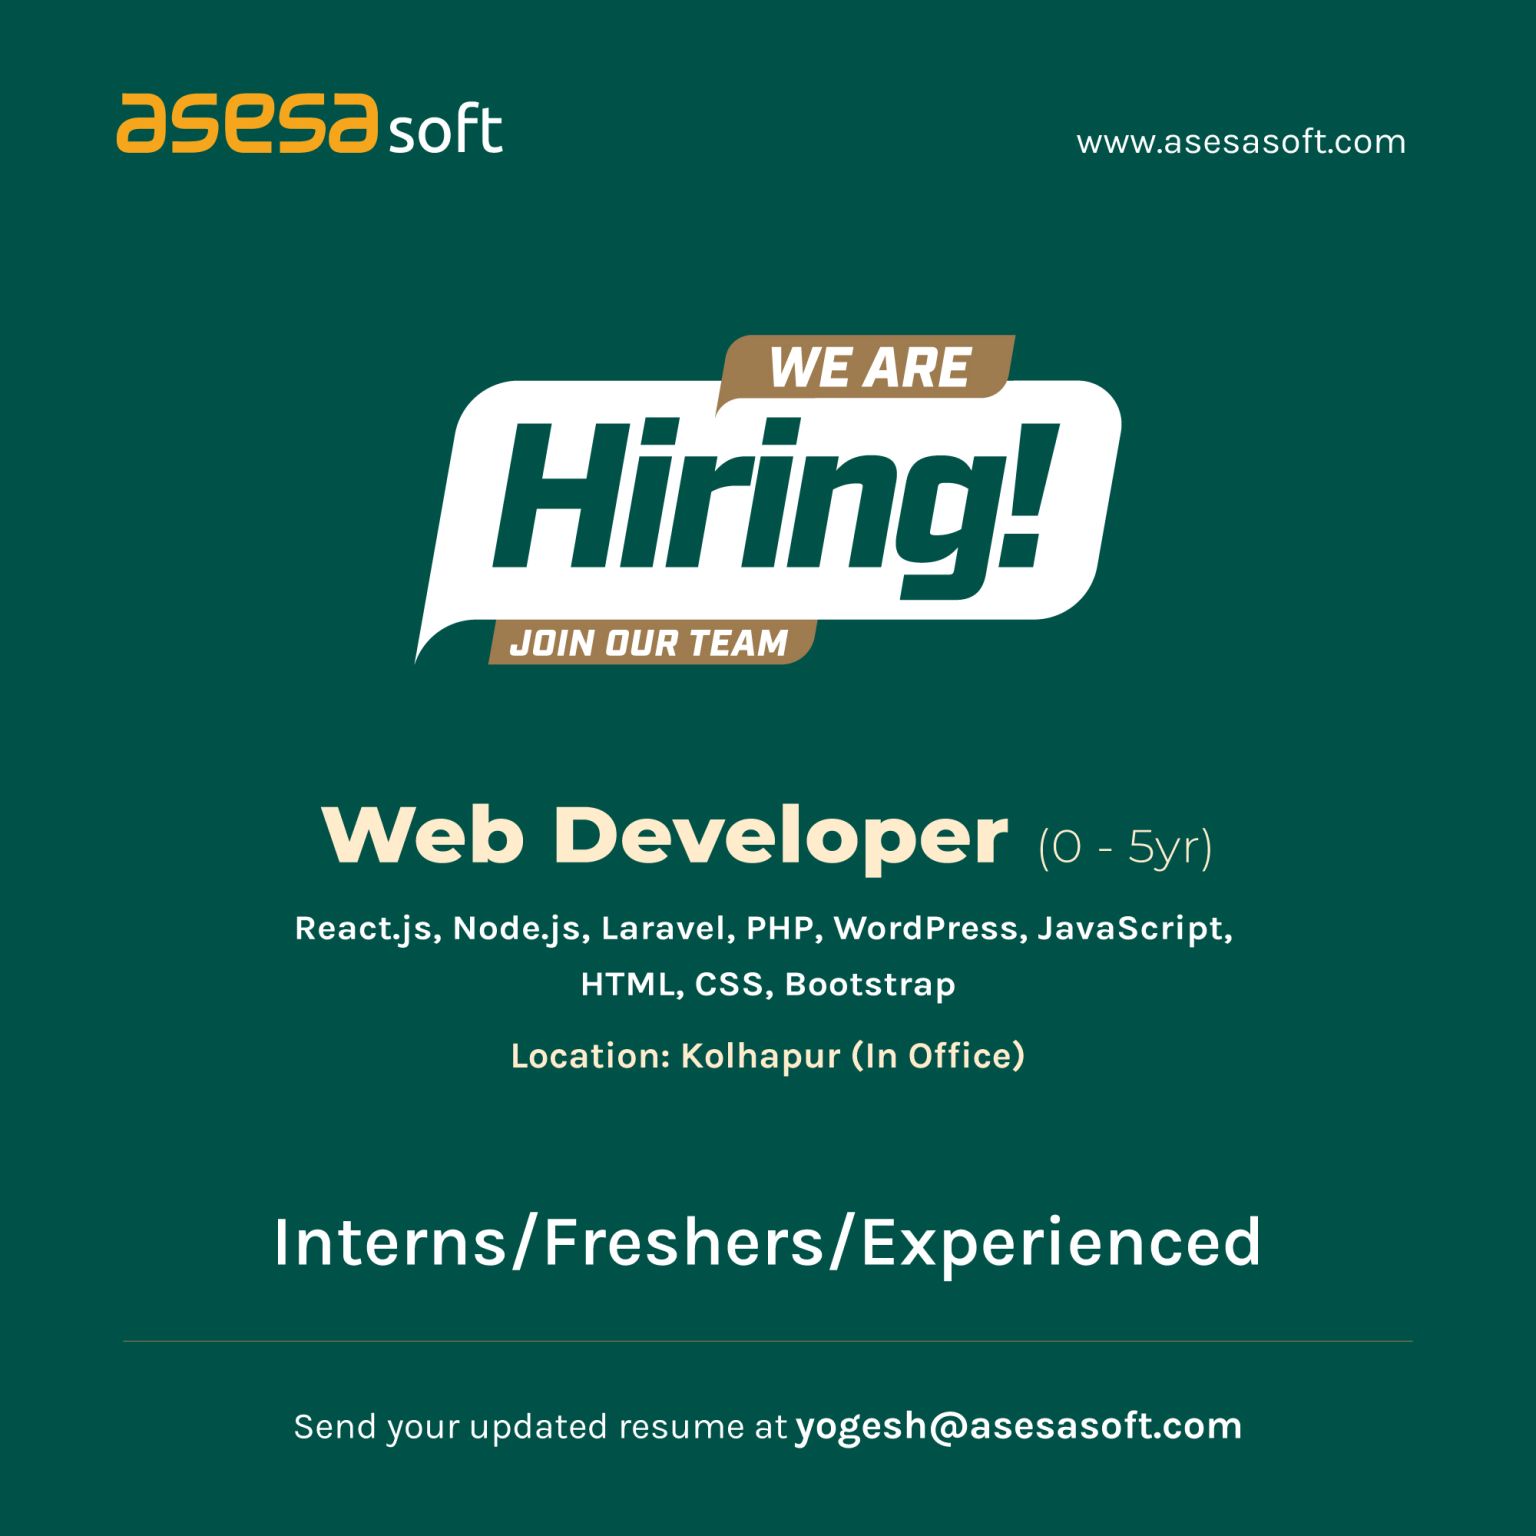 asesa soft
www.asesasoft.com
WE ARE
Hiring!
JOIN OUR TEAM
Web Developer (0 - 5yr)
React.js, Node.js, Laravel, PHP, WordPress, JavaScript,
HTML, CSS, Bootstrap
Location: Kolhapur (In Office)
Interns/Freshers/Experienced
Send your updated resume at yogesh@asesasoft.com